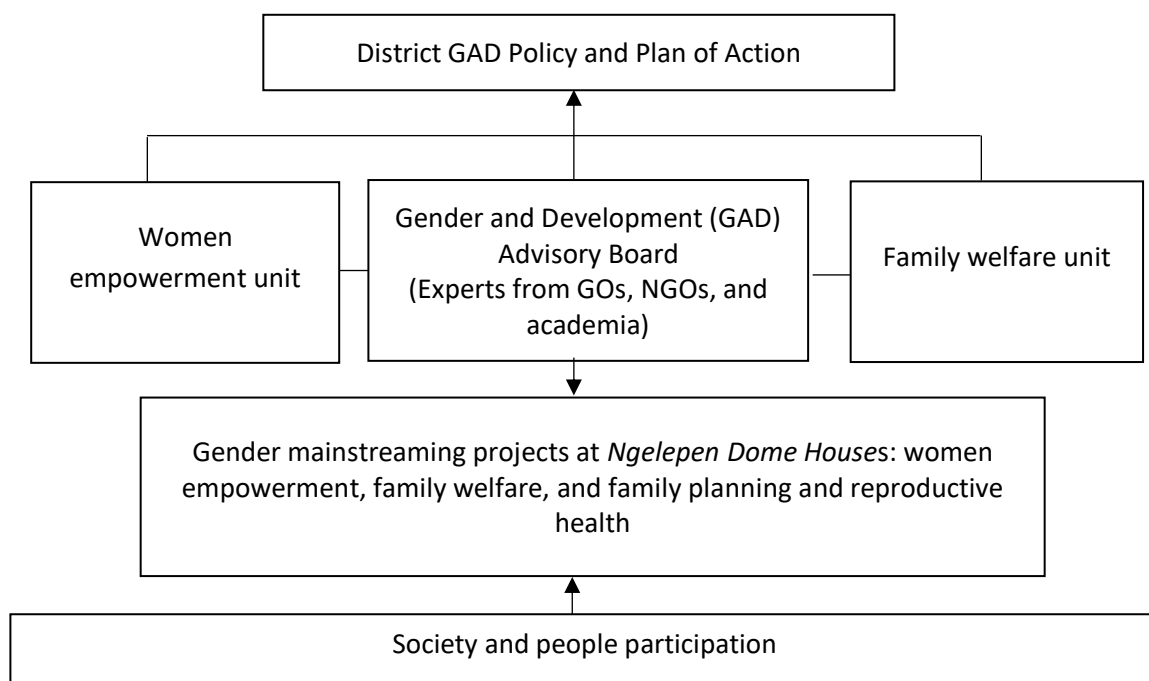 District GAD Policy and Plan of Action
Women
empowerment unit
Gender and Development (GAD)
Advisory Board
(Experts from GOs, NGOs, and
academia)
Family welfare unit
Gender mainstreaming projects at Ngelepen Dome Houses: women
empowerment, family welfare, and family planning and reproductive
health
Society and people participation